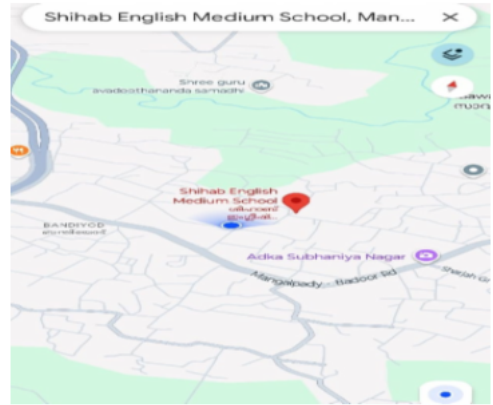 Shihab English Medium School, Man...
Shree guru
avadoothananda samadhi
Shihab English
Medium School
BANDIYOD
Adka Subhaniya Nagar
Mangalpady - Badoor Rd